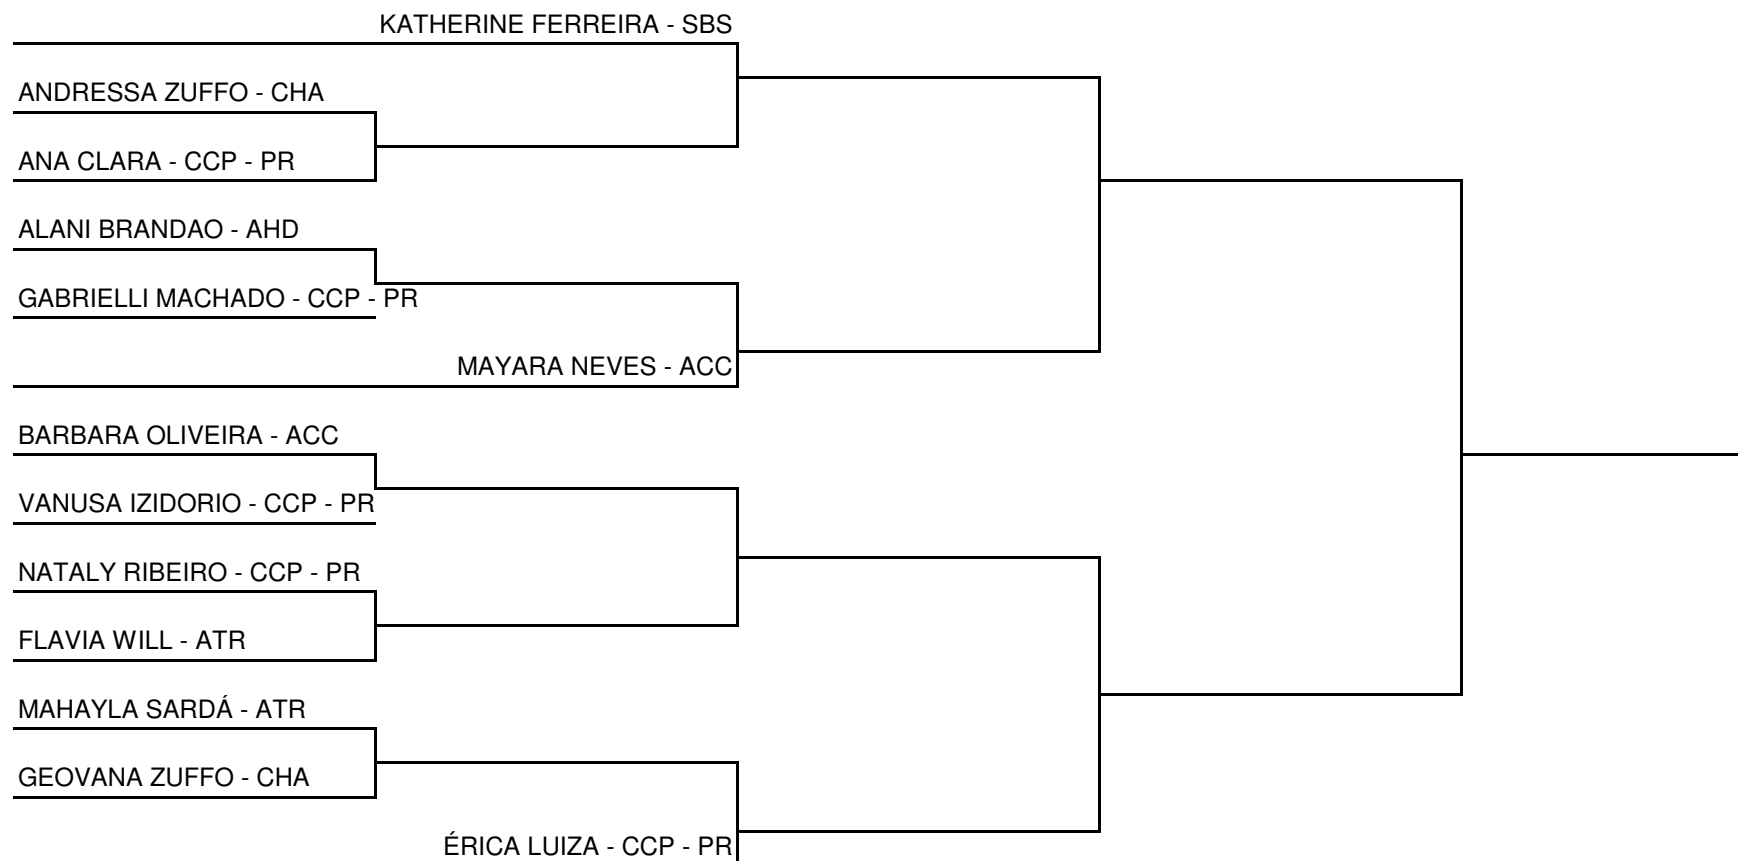 KATHERINE FERREIRA - SBS
ANDRESSA ZUFFO - CHA
ANA CLARA - CCP - PR
ALANI BRANDAO - AHD
GABRIELLI MACHADO - CCP - PR
MAYARA NEVES - ACC
BARBARA OLIVEIRA - ACC
VANUSA IZIDORIO - CCP - PR
NATALY RIBEIRO - CCP - PR
FLAVIA WILL - ATR
MAHAYLA SARDÁ - ATR
GEOVANA ZUFFO - CHA
ÉRICA LUIZA - CCP - PR